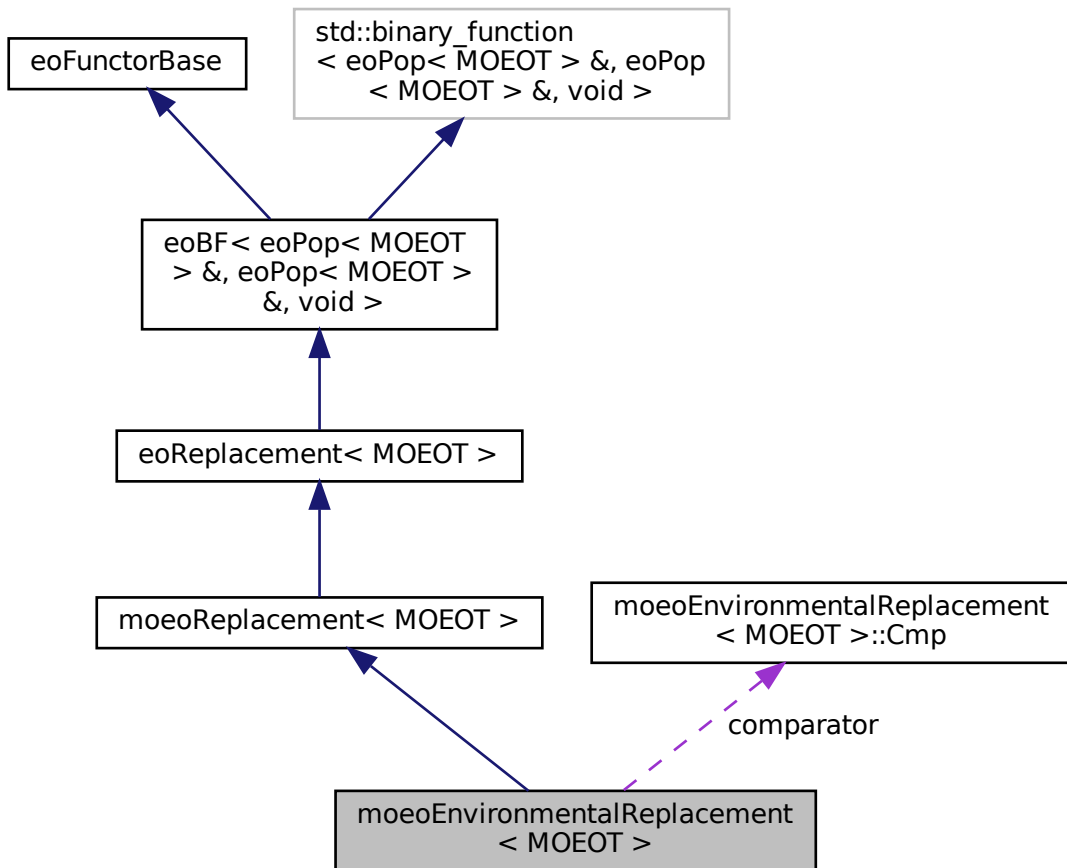 std::binary_function
< eoPop< MOEOT > &, eoPop
< MOEOT > &, void >
eoFunctorBase
eoBF< eoPop< MOEOT
> &, eoPop< MOEOT >
&, void >
eoReplacement< MOEOT >
moeoReplacement< MOEOT >
moeoEnvironmentalReplacement
< MOEOT >::Cmp
comparator
moeoEnvironmentalReplacement
< MOEOT >